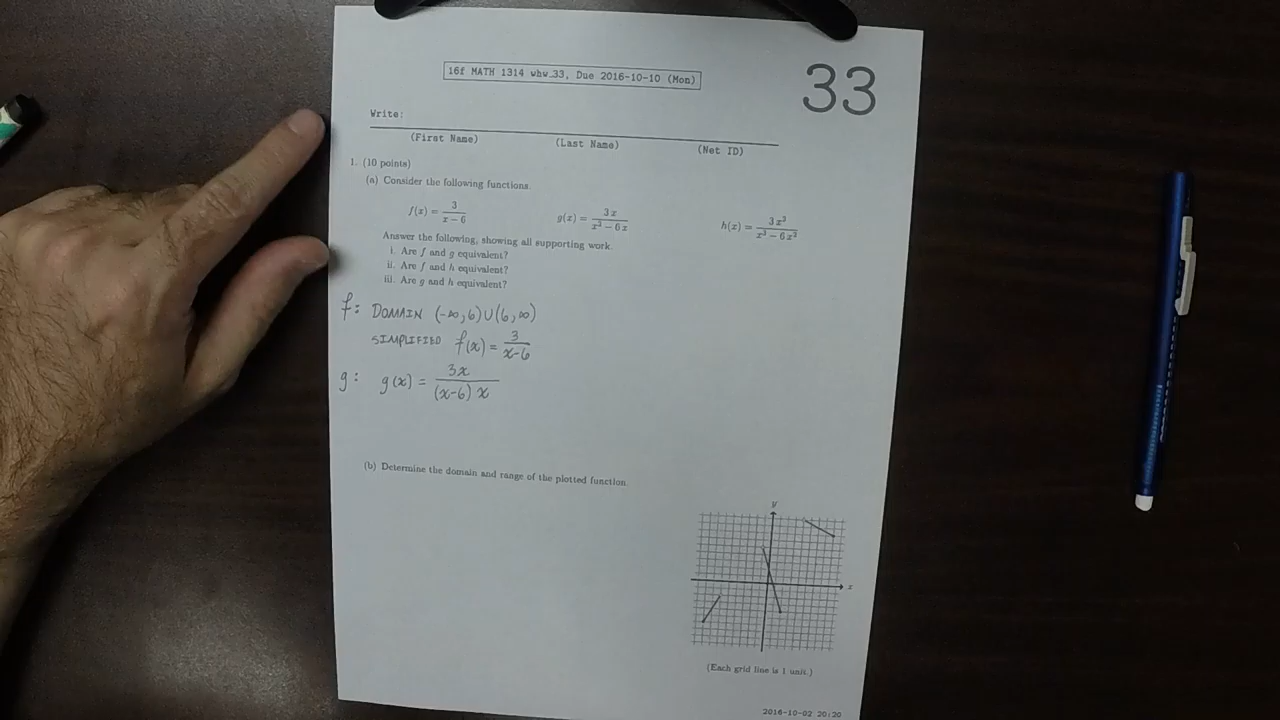 16f MATH 1314 whw_33, Due 2016-10-10 (Mon)
33
Write:
(First Name) (Last Name) (Net ID)
1. (10 points)
(a) Consider the following functions.
f(x) = 3/(x − 6) g(x) = 3x/(x² − 6x) h(x) = 3x²/(x³ − 6x²)
Answer the following, showing all supporting work.
i. Are f and g equivalent?
ii. Are f and h equivalent?
iii. Are g and h equivalent?
f: DOMAIN (-∞,6)∪(6,∞)
SIMPLIFIED f(x) = 3/(x-6)
g: g(x) = 3x/((x-6) x)
(b) Determine the domain and range of the plotted function.
y
x
(Each grid line is 1 unit.)
2016-10-02 20:20